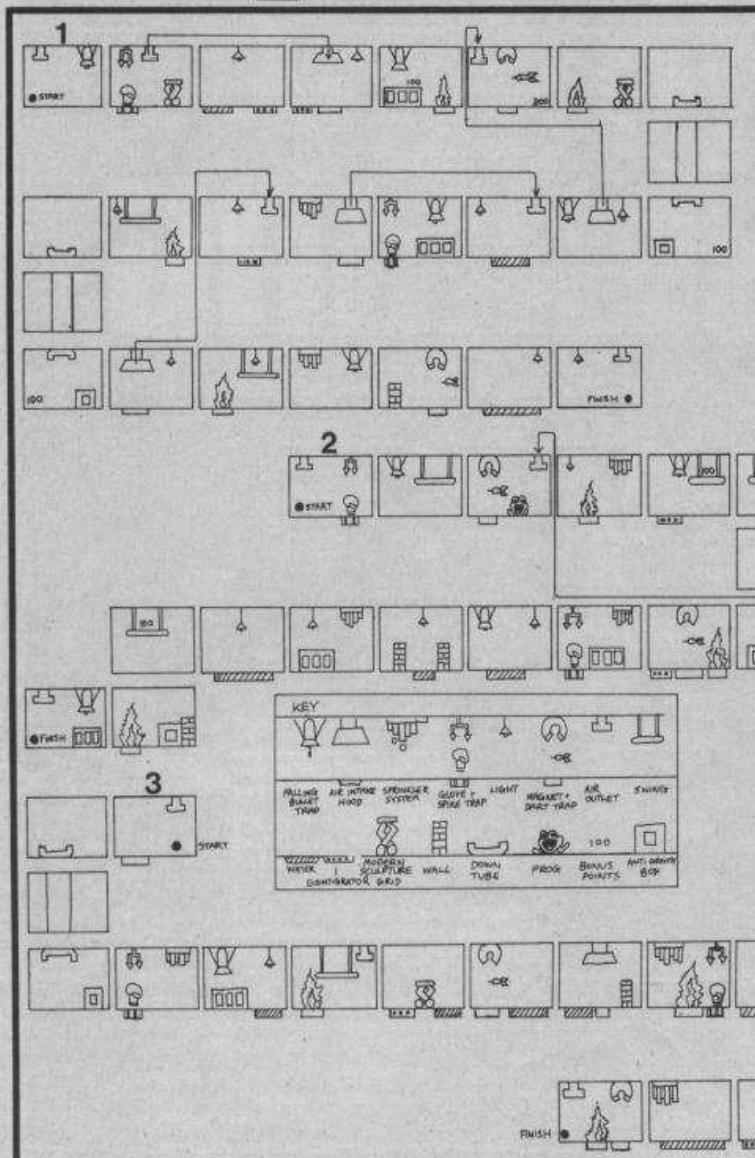 1
START
100
200
100
100
FINISH
2
START
100
100
FINISH
KEY
FALLING BULLET TRAP
AIR INTAKE HOOD
SPRINKLER SYSTEM
GLOVE + SPIKE TRAP
LIGHT
MAGNET + DART TRAP
AIR OUTLET
SWING
100
WATER
MODERN SCULPTURE
WALL
DOWN TUBE
FROG
BONUS POINTS
ANTI GRAVITY BOX
GRID
3
START
FINISH